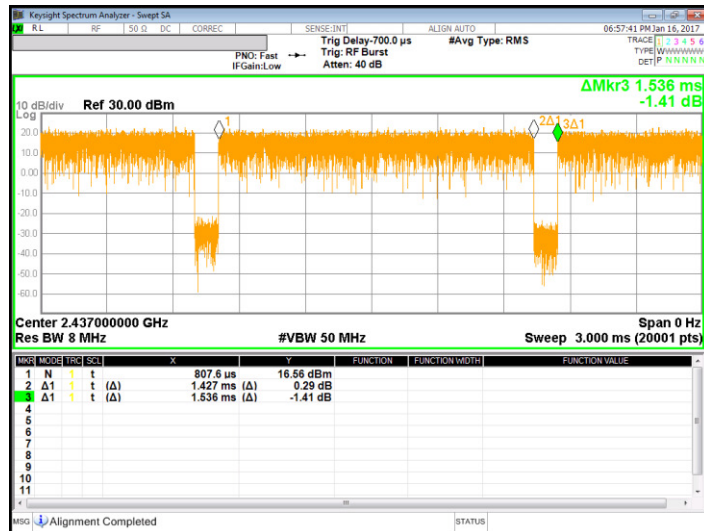 Keysight Spectrum Analyzer - Swept SA
RL RF 50 Ω DC CORREC SENSE:INT ALIGN AUTO 06:57:41 PM Jan 16, 2017
Trig Delay-700.0 µs #Avg Type: RMS TRACE 1 2 3 4 5 6
PNO: Fast Trig: RF Burst TYPE WWWWWW
IFGain:Low Atten: 40 dB DET P N N N N N
ΔMkr3 1.536 ms
10 dB/div Ref 30.00 dBm -1.41 dB
Log
1 2Δ1 3Δ1
20.0
10.0
0.00
-10.0
-20.0
-30.0
-40.0
-50.0
-60.0
Center 2.437000000 GHz Span 0 Hz
Res BW 8 MHz #VBW 50 MHz Sweep 3.000 ms (20001 pts)
MKR MODE TRC SCL X Y FUNCTION FUNCTION WIDTH FUNCTION VALUE
1 N 1 t 807.6 µs 16.56 dBm
2 Δ1 1 t (Δ) 1.427 ms (Δ) 0.29 dB
3 Δ1 1 t (Δ) 1.536 ms (Δ) -1.41 dB
4
5
6
7
8
9
10
11
MSG Alignment Completed STATUS